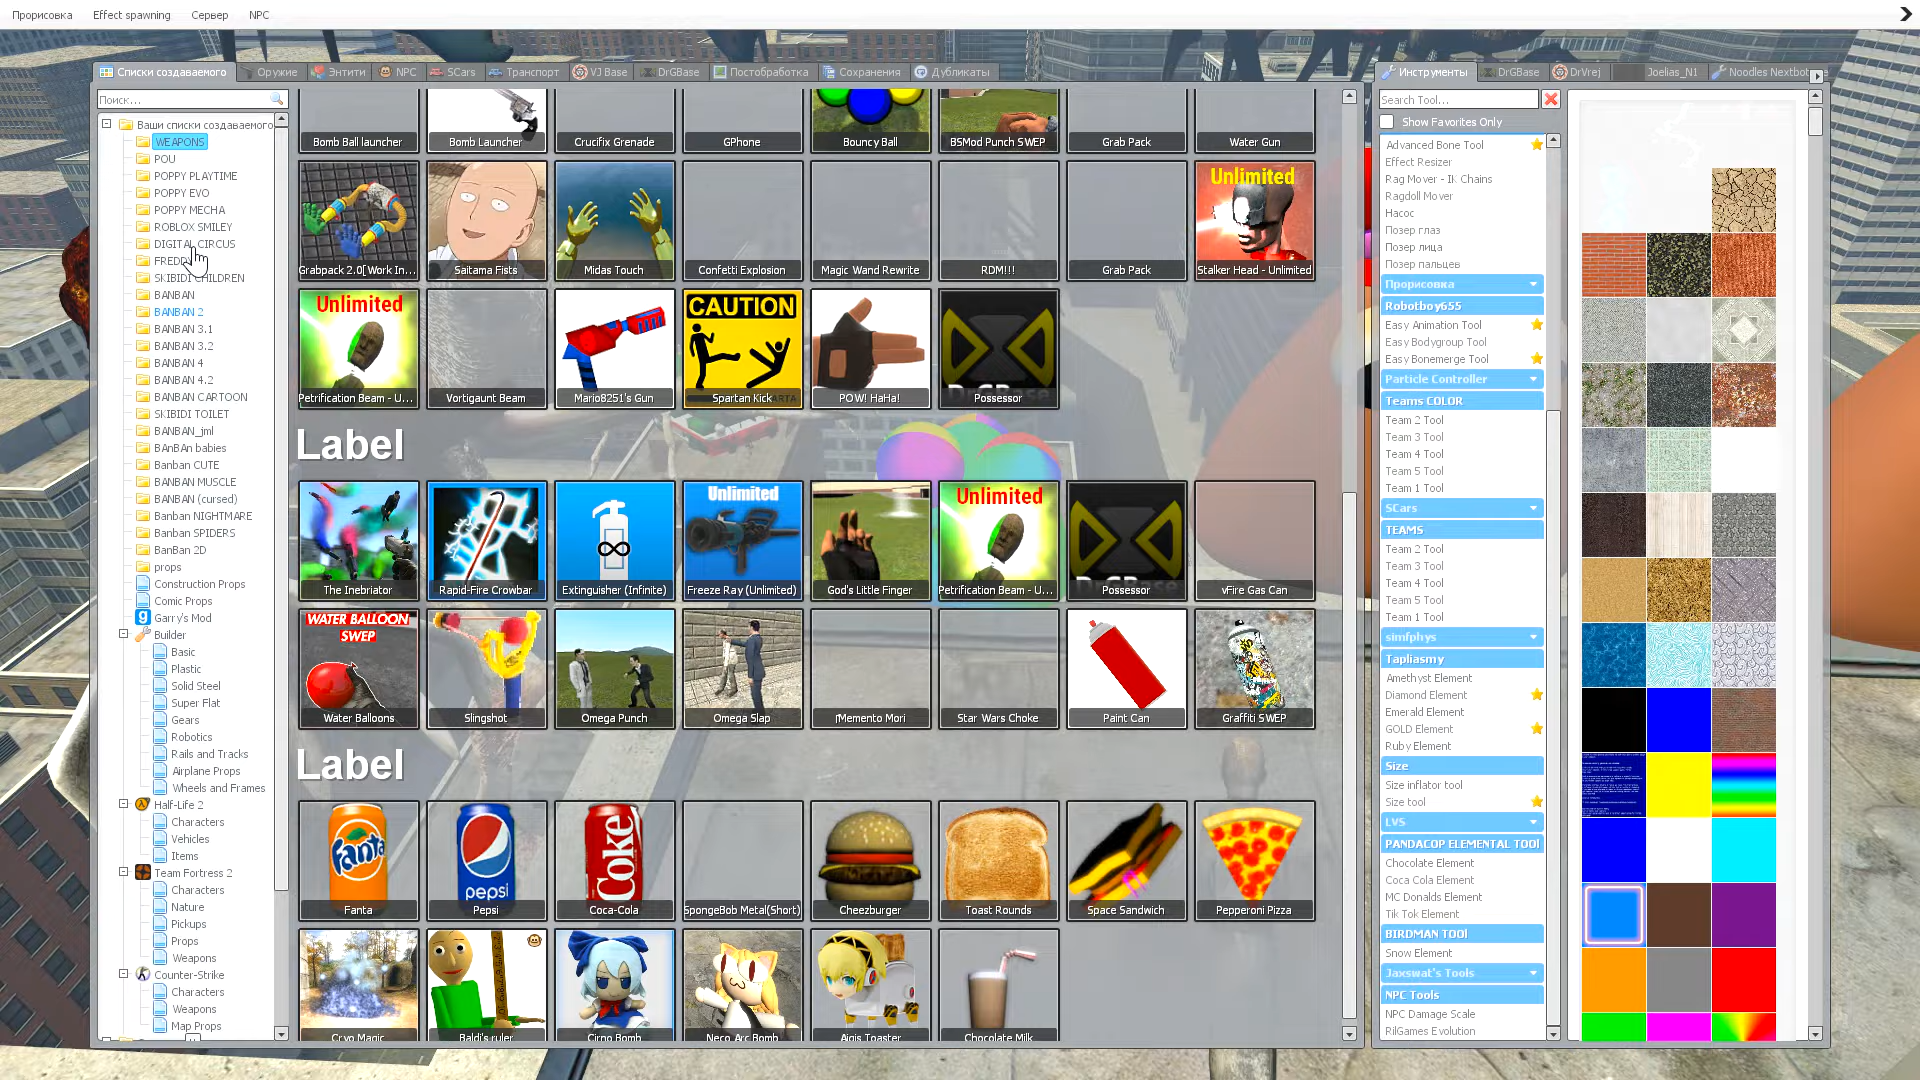 Прорисовка
Effect spawning
Сервер
NPC
Списки создаваемого
Оружие
Энтити
NPC
SCars
Транспорт
VJ Base
DrGBase
Постобработка
Сохранения
Дубликаты
Поиск...
Ваши списки создаваемого
WEAPONS
POU
POPPY PLAYTIME
POPPY EVO
POPPY MECHA
ROBLOX SMILEY
DIGITAL CIRCUS
SKIBIDI CHILDREN
BANBAN
BANBAN 2
BANBAN 3.1
BANBAN 3.2
BANBAN 4
BANBAN 4.2
BANBAN CARTOON
SKIBIDI TOILET
BANBAN_jml
BAnBAn babies
Banban CUTE
BANBAN MUSCLE
BANBAN (cursed)
Banban NIGHTMARE
Banban SPIDERS
BanBan 2D
props
Construction Props
Comic Props
Garry's Mod
Builder
Basic
Plastic
Solid Steel
Super Flat
Gears
Robotics
Rails and Tracks
Airplane Props
Wheels and Frames
Half-Life 2
Characters
Vehicles
Items
Team Fortress 2
Characters
Nature
Pickups
Props
Weapons
Counter-Strike
Characters
Weapons
Map Props
Bomb Ball launcher
Bomb Launcher
Crucifix Grenade
GPhone
Bouncy Ball
BSMod Punch SWEP
Grab Pack
Water Gun
Unlimited
Grabpack 2.0[Work In...
Saitama Fists
Midas Touch
Confetti Explosion
Magic Wand Rewrite
RDM!!!
Grab Pack
Stalker Head - Unlimited
Unlimited
CAUTION
Petrification Beam - U...
Vortigaunt Beam
Mario8251's Gun
Spartan Kick
POW! HaHa!
Possessor
Label
Unlimited
Unlimited
The Inebriator
Rapid-Fire Crowbar
Extinguisher (Infinite)
Freeze Ray (Unlimited)
God's Little Finger
Petrification Beam - U...
Possessor
vFire Gas Can
WATER BALLOON
SWEP
Water Balloons
Slingshot
Omega Punch
Omega Slap
Memento Mori
Star Wars Choke
Paint Can
Graffiti SWEP
Label
Fanta
pepsi
Coke
Fanta
Pepsi
Coca-Cola
SpongeBob Metal(Short)
Cheezburger
Toast Rounds
Space Sandwich
Pepperoni Pizza
Cryo Magic
Baldi's ruler
Cirno Bomb
Neco Arc Bomb
Aigis Toaster
Chocolate Milk
Инструменты
DrGBase
DrVrej
Joelias_N1
Noodles Nextbot
Search Tool...
Show Favorites Only
Advanced Bone Tool
Effect Resizer
Rag Mover - IK Chains
Ragdoll Mover
Насос
Позер глаз
Позер лица
Позер пальцев
Прорисовка
Robotboy655
Easy Animation Tool
Easy Bodygroup Tool
Easy Bonemerge Tool
Particle Controller
Teams COLOR
Team 2 Tool
Team 3 Tool
Team 4 Tool
Team 5 Tool
Team 1 Tool
SCars
TEAMS
Team 2 Tool
Team 3 Tool
Team 4 Tool
Team 5 Tool
Team 1 Tool
simfphys
Tapliasmy
Amethyst Element
Diamond Element
Emerald Element
GOLD Element
Ruby Element
Size
Size inflator tool
Size tool
LVS
PANDACOP ELEMENTAL TOOl
Chocolate Element
Coca Cola Element
MC Donalds Element
Tik Tok Element
BIRDMAN TOOl
Snow Element
Jaxswat's Tools
NPC Tools
NPC Damage Scale
RilGames Evolution